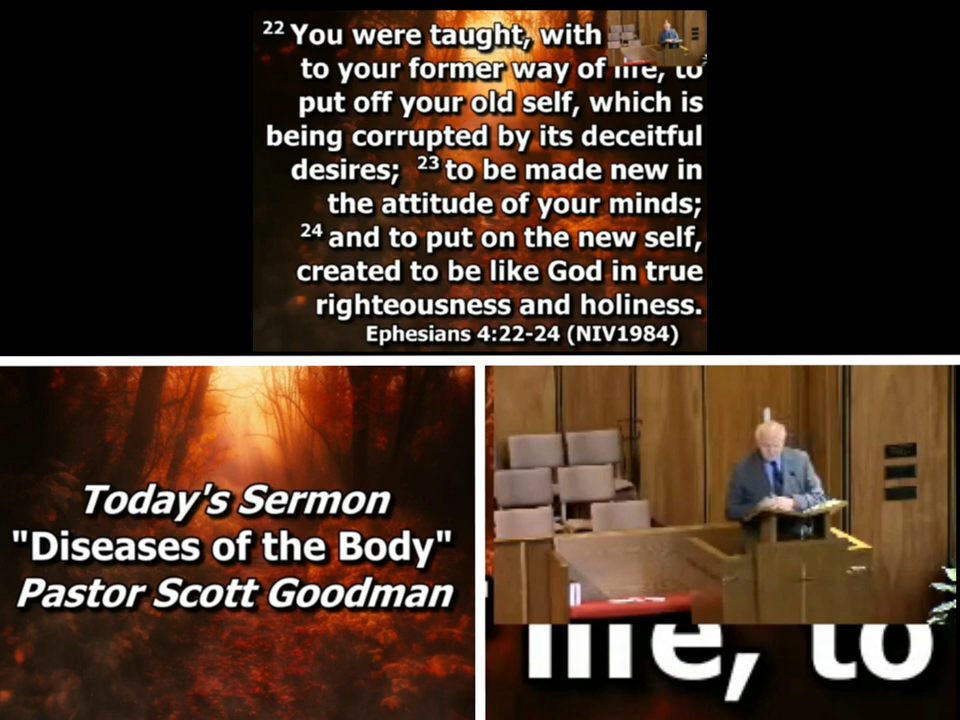 22 You were taught, with
to your former way of life, to
put off your old self, which is
being corrupted by its deceitful
desires; 23 to be made new in
the attitude of your minds;
24 and to put on the new self,
created to be like God in true
righteousness and holiness.
Ephesians 4:22-24 (NIV1984)
Today's Sermon
"Diseases of the Body"
Pastor Scott Goodman
life, to